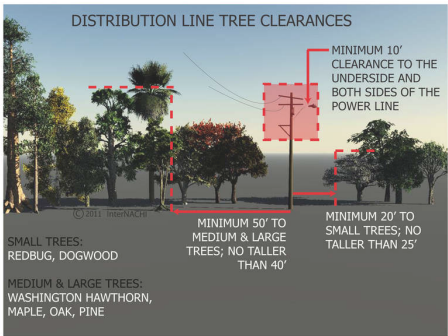 DISTRIBUTION LINE TREE CLEARANCES
MINIMUM 10'
CLEARANCE TO THE
UNDERSIDE AND
BOTH SIDES OF THE
POWER LINE
© 2011 InterNACHI
MINIMUM 50' TO
MEDIUM & LARGE
TREES; NO TALLER
THAN 40'
MINIMUM 20' TO
SMALL TREES; NO
TALLER THAN 25'
SMALL TREES:
REDBUG, DOGWOOD
MEDIUM & LARGE TREES:
WASHINGTON HAWTHORN,
MAPLE, OAK, PINE